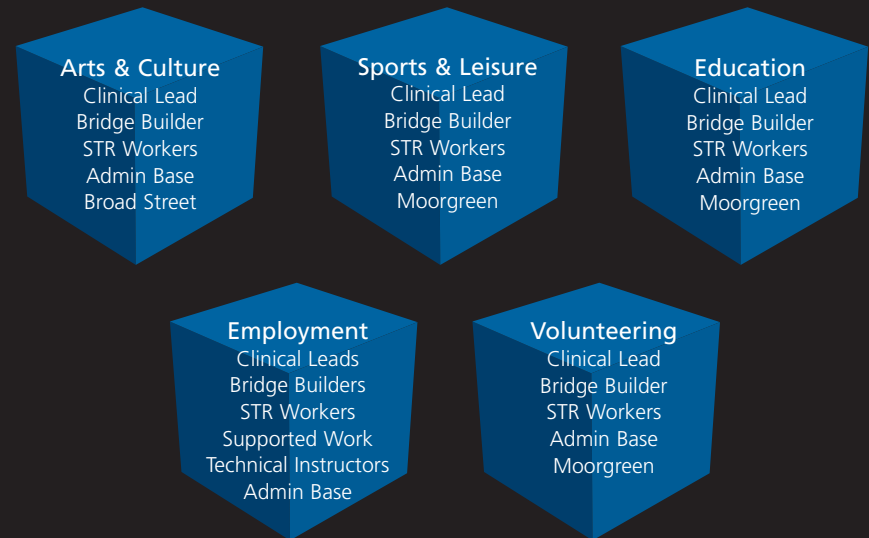 Arts & Culture
Clinical Lead
Bridge Builder
STR Workers
Admin Base
Broad Street
Sports & Leisure
Clinical Lead
Bridge Builder
STR Workers
Admin Base
Moorgreen
Education
Clinical Lead
Bridge Builder
STR Workers
Admin Base
Moorgreen
Employment
Clinical Leads
Bridge Builders
STR Workers
Supported Work
Technical Instructors
Admin Base
Volunteering
Clinical Lead
Bridge Builder
STR Workers
Admin Base
Moorgreen